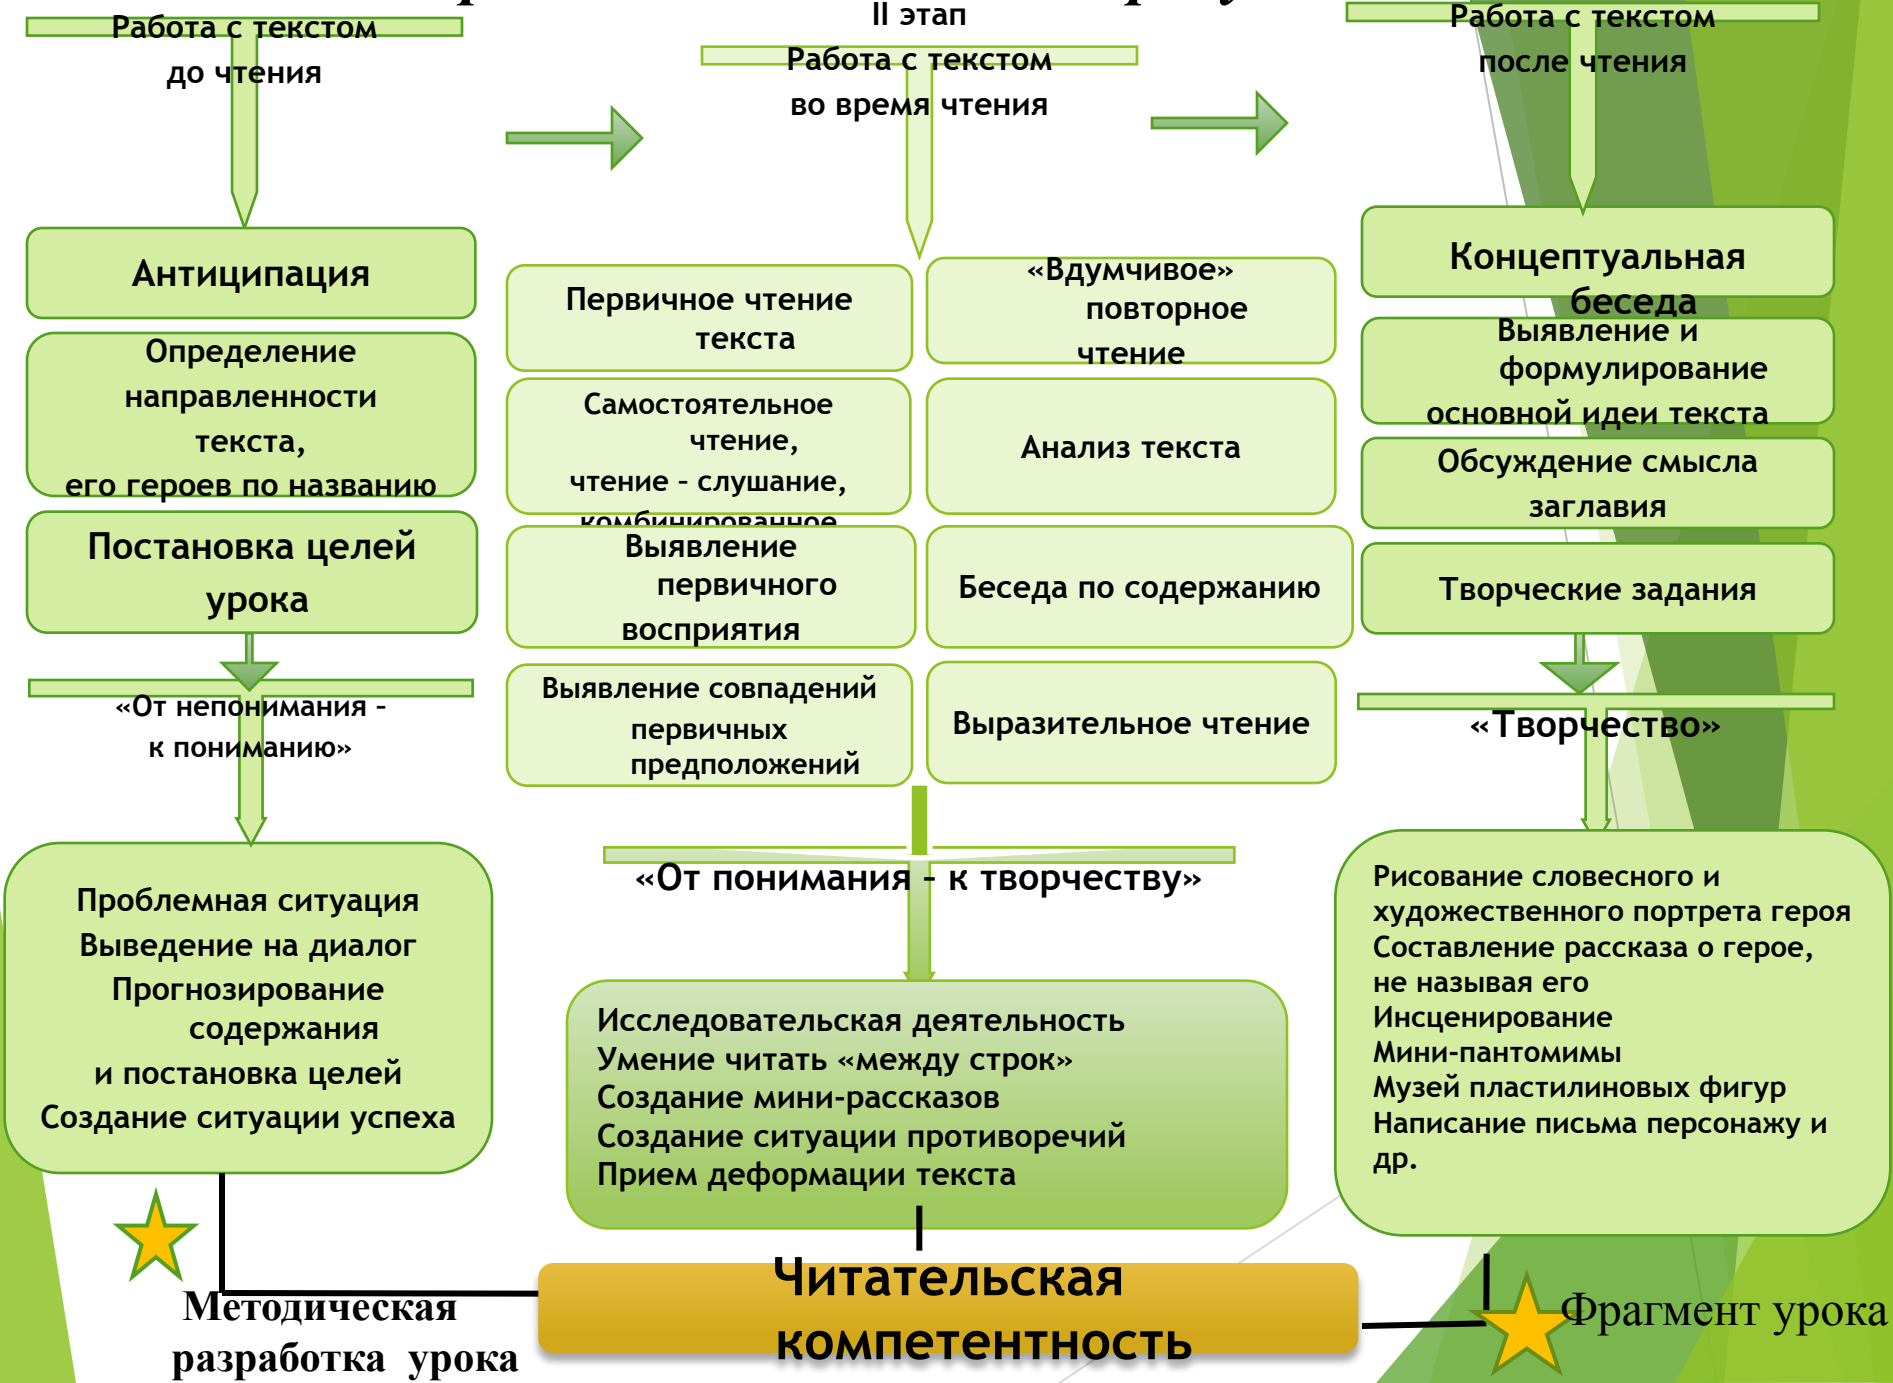 Работа с текстом
до чтения
II этап
Работа с текстом
во время чтения
Работа с текстом
после чтения
Антиципация
Определение
направленности
текста,
его героев по названию
Постановка целей
урока
«От непонимания –
к пониманию»
Проблемная ситуация
Выведение на диалог
Прогнозирование
содержания
и постановка целей
Создание ситуации успеха
Методическая
разработка урока
Первичное чтение
текста
Самостоятельное
чтение,
чтение – слушание,
комбинированное
Выявление
первичного
восприятия
Выявление совпадений
первичных
предположений
«Вдумчивое»
повторное
чтение
Анализ текста
Беседа по содержанию
Выразительное чтение
«От понимания – к творчеству»
Исследовательская деятельность
Умение читать «между строк»
Создание мини-рассказов
Создание ситуации противоречий
Прием деформации текста
Читательская
компетентность
Концептуальная
беседа
Выявление и
формулирование
основной идеи текста
Обсуждение смысла
заглавия
Творческие задания
«Творчество»
Рисование словесного и
художественного портрета героя
Составление рассказа о герое,
не называя его
Инсценирование
Мини-пантомимы
Музей пластилиновых фигур
Написание письма персонажу и
др.
Фрагмент урока